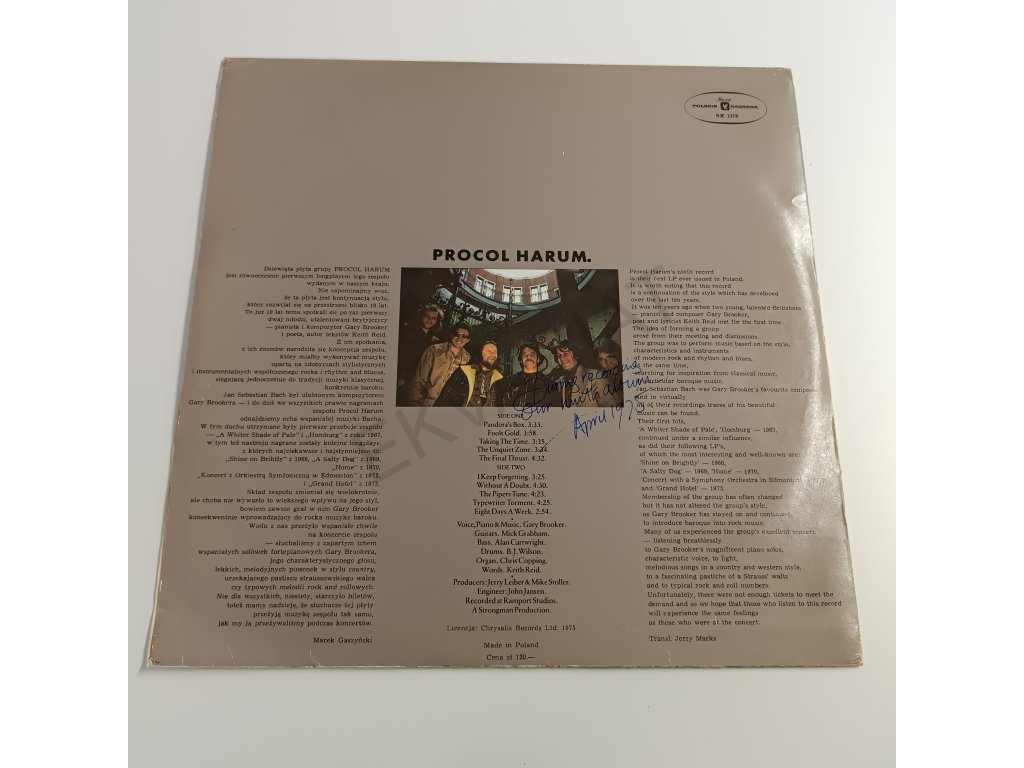 Muza
POLSKIE NAGRANIA
SX 1276
PROCOL HARUM.
Dziewiąta płyta grupy PROCOL HARUM
jest równocześnie pierwszym longplayem tego zespołu
wydanym w naszym kraju.
Nie zapominajmy więc,
że ta płyta jest kontynuacją stylu,
który rozwijał się na przestrzeni blisko 10 lat.
To już 10 lat temu spotkali się po raz pierwszy
dwaj młodzi, utalentowani brytyjczycy
— pianista i kompozytor Gary Brooker
i poeta, autor tekstów Keith Reid.
Z ich spotkania,
z ich rozmów narodziła się koncepcja zespołu,
który miałby wykonywać muzykę
opartą na zdobyczach stylistycznych
i instrumentalnych współczesnego rocka i rhythm and bluesa,
sięgającą jednocześnie do tradycji muzyki klasycznej,
konkretnie baroku.
Jan Sebastian Bach był ulubionym kompozytorem
Gary Brookera — i do dziś we wszystkich prawie nagraniach
zespołu Procol Harum
odnajdziemy echa wspaniałej muzyki Bacha.
W tym duchu utrzymane były pierwsze przeboje zespołu
— „A Whiter Shade of Pale" i „Homburg" z roku 1967,
w tym też nastroju nagrane zostały kolejne longplaye,
z których najciekawsze i najsłynniejsze to:
„Shine on Brihtly" z 1968, „A Salty Dog" z 1969,
„Home" z 1970,
„Koncert z Orkiestrą Symfoniczną w Edmonton" z 1972,
i „Grand Hotel" z 1973.
Skład zespołu zmieniał się wielokrotnie,
ale chyba nie wywarło to większego wpływu na jego styl,
bowiem zawsze grał w nim Gary Brooker
konsekwentnie wprowadzający do rocka muzykę baroku.
Wielu z nas przeżyło wspaniałe chwile
na koncercie zespołu
— słuchaliśmy z zapartym tchem
wspaniałych solówek fortepianowych Gary Brookera,
jego charakterystycznego głosu,
lekkich, melodyjnych piosenek w stylu country,
urzekającego pastiszu straussowskiego walca
czy typowych melodii rock and rollowych.
Nie dla wszystkich, niestety, starczyło biletów,
toteż mamy nadzieję, że słuchacze tej płyty
przeżyją muzykę zespołu tak samo,
jak my ją przeżywaliśmy podczas koncertów.
Marek Gaszyński
During recording
Our ninth album
April 197
SIDE ONE
Pandora's Box. 3:33.
Fools Gold. 3:58.
Taking The Time. 3:35.
The Unquiet Zone. 3:34.
The Final Thrust. 4:32.
SIDE TWO
I Keep Forgetting. 3:25.
Without A Doubt. 4:30.
The Pipers Tune. 4:23.
Typewriter Torment. 4:25.
Eight Days A Week. 2:54.
Voice, Piano & Music. Gary Brooker.
Guitars. Mick Grabham.
Bass. Alan Cartwright.
Drums. B.J. Wilson.
Organ. Chris Copping.
Words. Keith Reid.
Producers: Jerry Leiber & Mike Stoller.
Engineer: John Jansen.
Recorded at Ramport Studios.
A Strongman Production.
Licencja: Chrysalis Records Ltd. 1975
Made in Poland
Cena zł 120.—
Procol Harum's ninth record
is their first LP ever issued in Poland.
It is worth noting that this record
is a continuation of the style which has developed
over the last ten years.
It was ten years ago when two young, talented Britishers
— pianist and composer Gary Brooker,
poet and lyricist Keith Reid met for the first time.
The idea of forming a group
arose from their meeting and discussions.
The group was to perform music based on the style,
characteristics and instruments
of modern rock and rhythm and blues,
at the same time,
searching for inspiration from classical music,
in particular baroque music.
Jan Sebastian Bach was Gary Brooker's favourite composer
and in virtually
all of their recordings traces of his beautiful
music can be found.
Their first hits,
'A Whiter Shade of Pale', 'Homburg' — 1967,
continued under a similar influence,
as did their following LP's,
of which the most interesting and well-known are:
'Shine on Brightly' — 1968,
'A Salty Dog' — 1969, 'Home' — 1970,
'Concert with a Symphony Orchestra in Edmonton'
and 'Grand Hotel' — 1973.
Membership of the group has often changed
but it has not altered the group's style,
as Gary Brooker has stayed on and continued
to introduce baroque into rock music.
Many of us experienced the group's excellent concert
— listening breathlessly
to Gary Brooker's magnificent piano solos,
characteristic voice, to light,
melodious songs in a country and western style,
to a fascinating pastiche of a Strauss' waltz
and to typical rock and roll numbers.
Unfortunately, there were not enough tickets to meet the
demand and so we hope that those who listen to this record
will experience the same feelings
as those who were at the concert.
Transl. Jerzy Marks